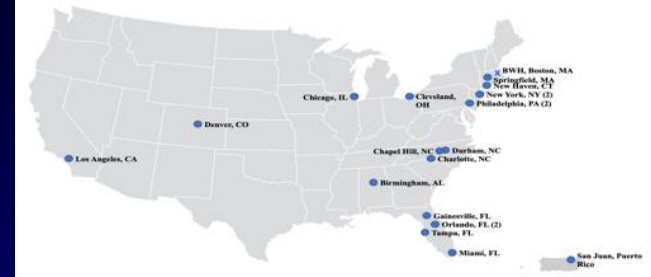 BWH, Boston, MA
Springfield, MA
New Haven, CT
New York, NY (2)
Philadelphia, PA (2)
Chicago, IL
Cleveland,
OH
Denver, CO
Chapel Hill, NC
Durham, NC
Charlotte, NC
Los Angeles, CA
Birmingham, AL
Gainesville, FL
Orlando, FL (2)
Tampa, FL
Miami, FL
San Juan, Puerto
Rico